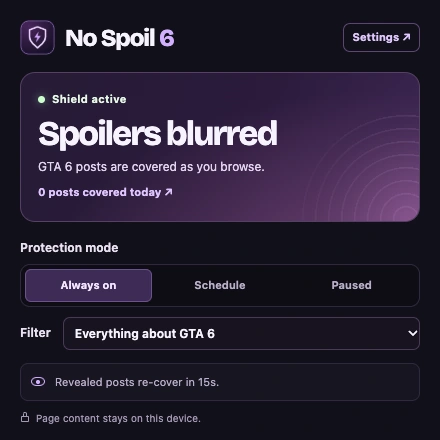 No Spoil 6
Settings ↗
Shield active
Spoilers blurred
GTA 6 posts are covered as you browse.
0 posts covered today ↗
Protection mode
Always on
Schedule
Paused
Filter
Everything about GTA 6
Revealed posts re-cover in 15s.
Page content stays on this device.